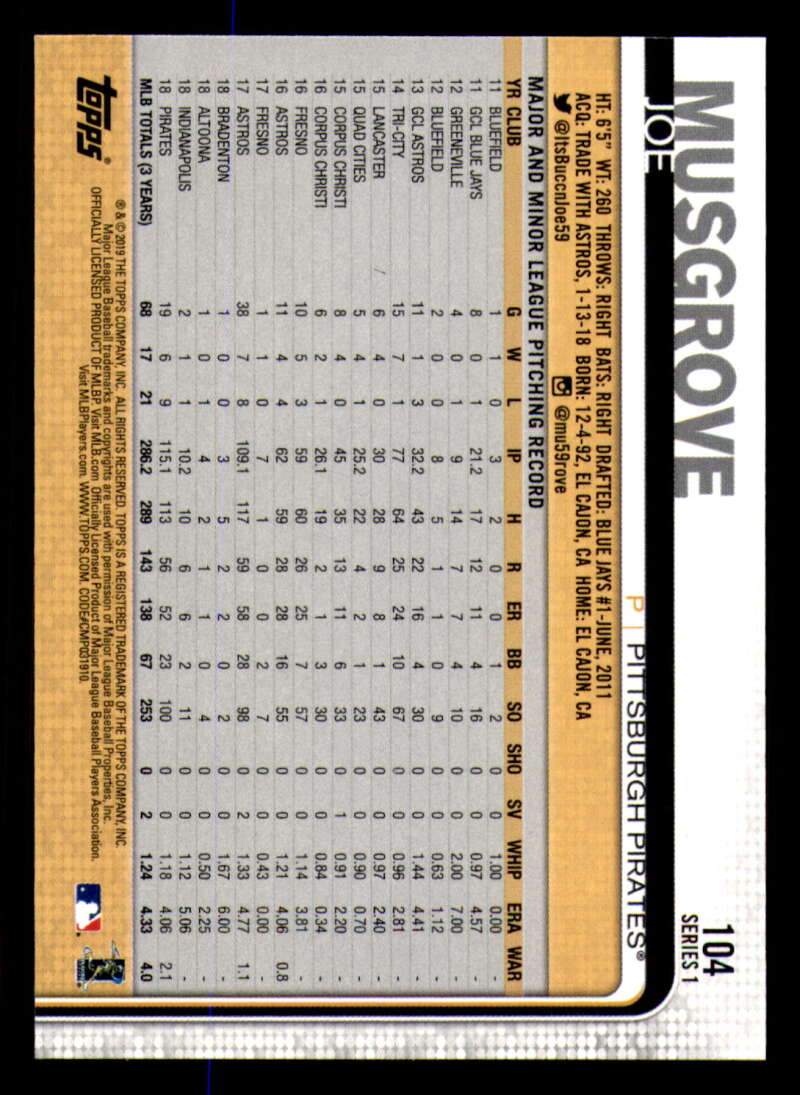 104
SERIES 1
MUSGROVE
JOE
P | PITTSBURGH PIRATES®
HT: 6'5" WT: 260 THROWS: RIGHT BATS: RIGHT DRAFTED: BLUE JAYS #1-JUNE, 2011
ACQ: TRADE WITH ASTROS, 1-13-18 BORN: 12-4-92, EL CAJON, CA HOME: EL CAJON, CA
@ItsBuccnJoe59 @mu59rove
MAJOR AND MINOR LEAGUE PITCHING RECORD
YR CLUB G W L IP H R ER BB SO SHO SV WHIP ERA WAR
11 BLUEFIELD 1 1 0 3 2 0 0 1 2 0 0 1.00 0.00 -
11 GCL BLUE JAYS 8 0 1 21.2 17 12 11 4 16 0 0 0.97 4.57 -
12 GREENEVILLE 4 0 1 9 14 7 7 4 10 0 0 2.00 7.00 -
12 BLUEFIELD 2 0 0 8 5 1 1 0 9 0 0 0.63 1.12 -
13 GCL ASTROS 11 1 3 32.2 43 22 16 4 30 0 0 1.44 4.41 -
14 TRI-CITY 15 7 1 77 64 25 24 10 67 0 0 0.96 2.81 -
15 LANCASTER 6 4 0 30 28 9 8 1 43 0 0 0.97 2.40 -
15 QUAD CITIES 5 4 1 25.2 22 4 2 1 23 0 0 0.90 0.70 -
15 CORPUS CHRISTI 8 4 0 45 35 13 11 6 33 0 1 0.91 2.20 -
16 CORPUS CHRISTI 6 2 1 26.1 19 2 1 3 30 0 0 0.84 0.34 -
16 FRESNO 10 5 3 59 60 26 25 7 57 0 0 1.14 3.81 -
16 ASTROS 11 4 4 62 59 28 28 16 55 0 0 1.21 4.06 0.8
17 FRESNO 1 1 0 7 1 0 0 2 7 0 0 0.43 0.00 -
17 ASTROS 38 7 8 109.1 117 59 58 28 98 0 2 1.33 4.77 1.1
18 BRADENTON 1 0 0 3 5 2 2 0 2 0 0 1.67 6.00 -
18 ALTOONA 1 0 1 4 2 1 1 0 4 0 0 0.50 2.25 -
18 INDIANAPOLIS 2 1 1 10.2 10 6 6 2 11 0 0 1.12 5.06 -
18 PIRATES 19 6 9 115.1 113 56 52 23 100 0 0 1.18 4.06 2.1
MLB TOTALS (3 YEARS) 68 17 21 286.2 289 143 138 67 253 0 2 1.24 4.33 4.0
topps®
® & © 2019 THE TOPPS COMPANY, INC. ALL RIGHTS RESERVED. TOPPS IS A REGISTERED TRADEMARK OF THE TOPPS COMPANY, INC.
Major League Baseball trademarks and copyrights are used with permission of Major League Baseball Properties, Inc.
OFFICIALLY LICENSED PRODUCT OF MLBP. Visit MLB.com Officially Licensed Product of Major League Baseball Players Association.
Visit MLBPlayers.com. WWW.TOPPS.COM. CODE#CMP031910.